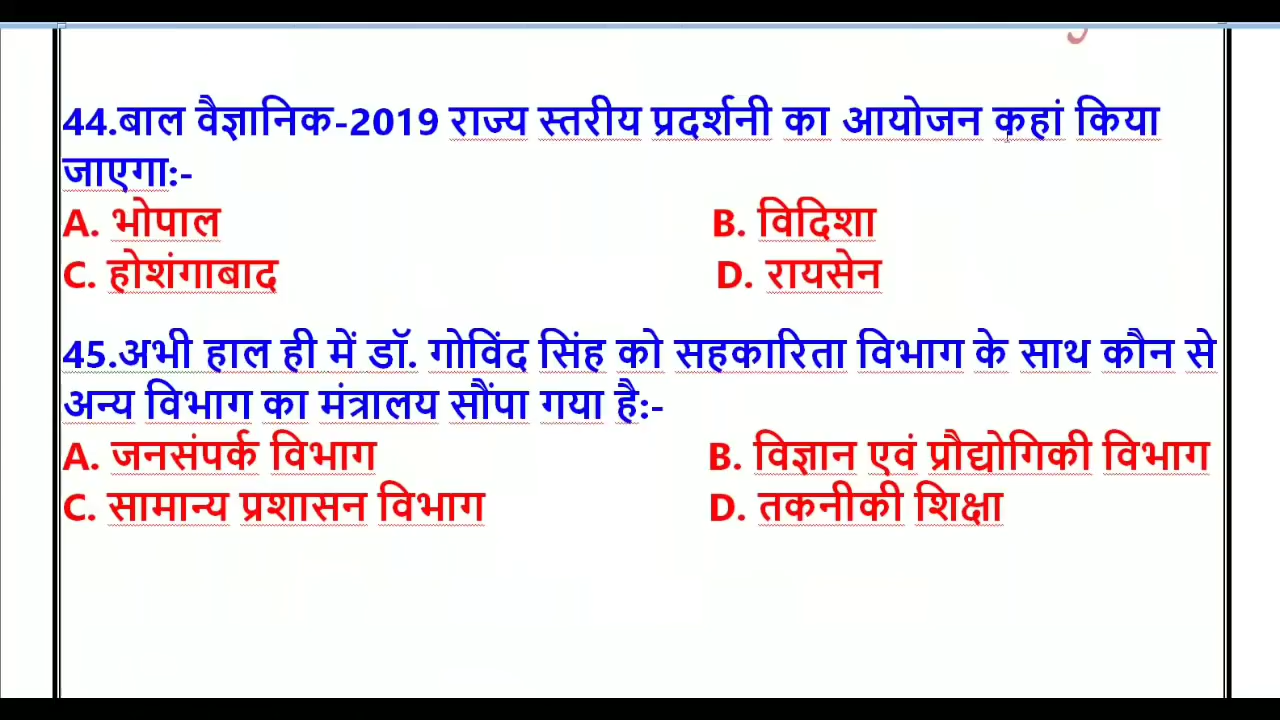 44.बाल वैज्ञानिक-2019 राज्य स्तरीय प्रदर्शनी का आयोजन कहां किया
जाएगा:-
A. भोपाल B. विदिशा
C. होशंगाबाद D. रायसेन
45.अभी हाल ही में डॉ. गोविंद सिंह को सहकारिता विभाग के साथ कौन से
अन्य विभाग का मंत्रालय सौंपा गया है:-
A. जनसंपर्क विभाग B. विज्ञान एवं प्रौद्योगिकी विभाग
C. सामान्य प्रशासन विभाग D. तकनीकी शिक्षा